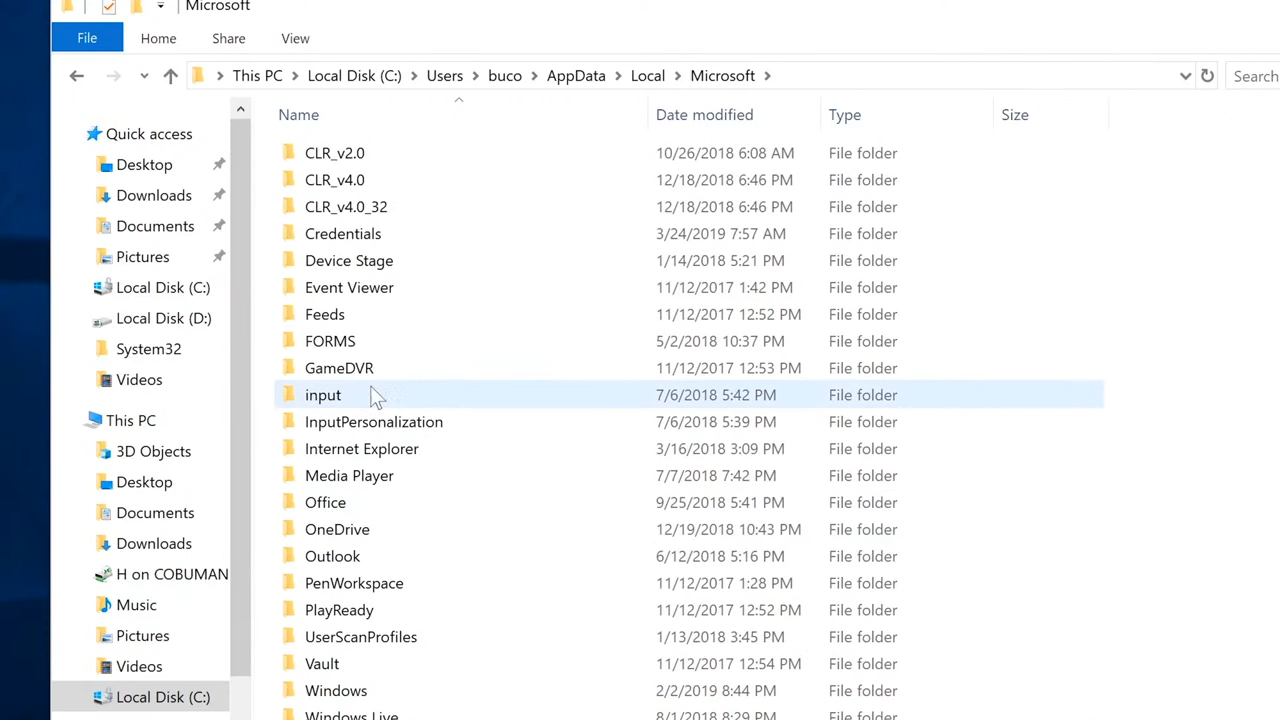 Microsoft
File Home Share View
This PC Local Disk (C:) Users buco AppData Local Microsoft Search
Name Date modified Type Size
Quick access
Desktop
Downloads
Documents
Pictures
Local Disk (C:)
Local Disk (D:)
System32
Videos
This PC
3D Objects
Desktop
Documents
Downloads
H on COBUMAN
Music
Pictures
Videos
Local Disk (C:)
CLR_v2.0 10/26/2018 6:08 AM File folder
CLR_v4.0 12/18/2018 6:46 PM File folder
CLR_v4.0_32 12/18/2018 6:46 PM File folder
Credentials 3/24/2019 7:57 AM File folder
Device Stage 1/14/2018 5:21 PM File folder
Event Viewer 11/12/2017 1:42 PM File folder
Feeds 11/12/2017 12:52 PM File folder
FORMS 5/2/2018 10:37 PM File folder
GameDVR 11/12/2017 12:53 PM File folder
input 7/6/2018 5:42 PM File folder
InputPersonalization 7/6/2018 5:39 PM File folder
Internet Explorer 3/16/2018 3:09 PM File folder
Media Player 7/7/2018 7:42 PM File folder
Office 9/25/2018 5:41 PM File folder
OneDrive 12/19/2018 10:43 PM File folder
Outlook 6/12/2018 5:16 PM File folder
PenWorkspace 11/12/2017 1:28 PM File folder
PlayReady 11/12/2017 12:52 PM File folder
UserScanProfiles 1/13/2018 3:45 PM File folder
Vault 11/12/2017 12:54 PM File folder
Windows 2/2/2019 8:44 PM File folder
Windows Live 8/1/2018 8:29 PM File folder